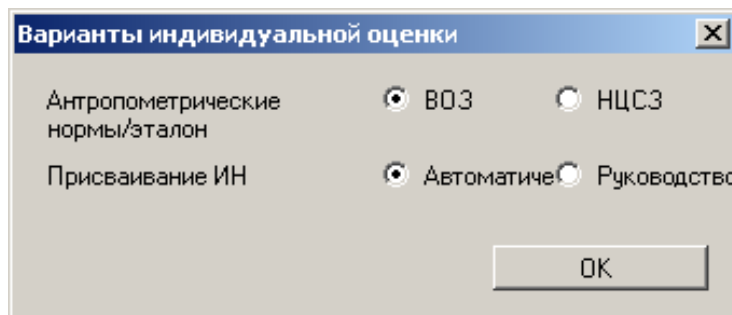 Варианты индивидуальной оценки
Антропометрические нормы/эталон ВОЗ НЦСЗ
Присваивание ИН Автоматиче Руководство
OK